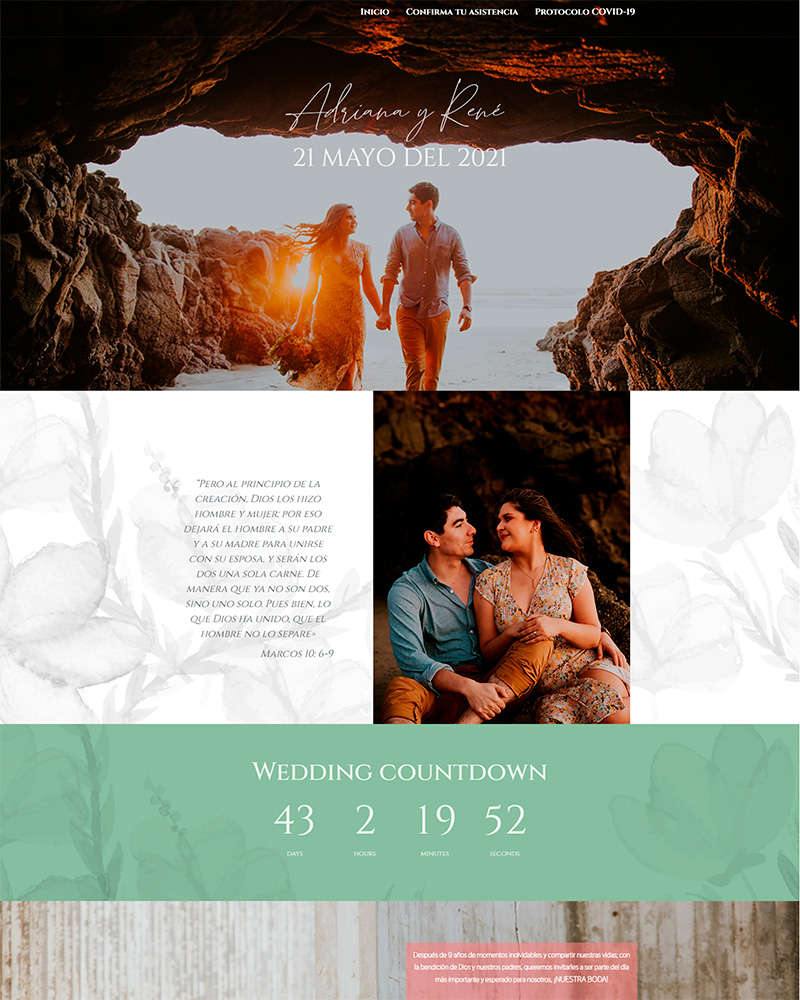 Inicio Confirma tu asistencia Protocolo COVID-19
Adriana y René
21 MAYO DEL 2021
“Pero al principio de la
creación, Dios los hizo
hombre y mujer; por eso
dejará el hombre a su padre
y a su madre para unirse
con su esposa, y serán los
dos una sola carne. De
manera que ya no son dos,
sino uno solo. Pues bien, lo
que Dios ha unido, que el
hombre no lo separe»
Marcos 10: 6-9
Wedding countdown
43 2 19 52
days hours minutes seconds
Después de 9 años de momentos inolvidables y compartir nuestras vidas; con
la bendición de Dios y nuestros padres, queremos invitarles a ser parte del día
más importante y esperado para nosotros, ¡NUESTRA BODA!